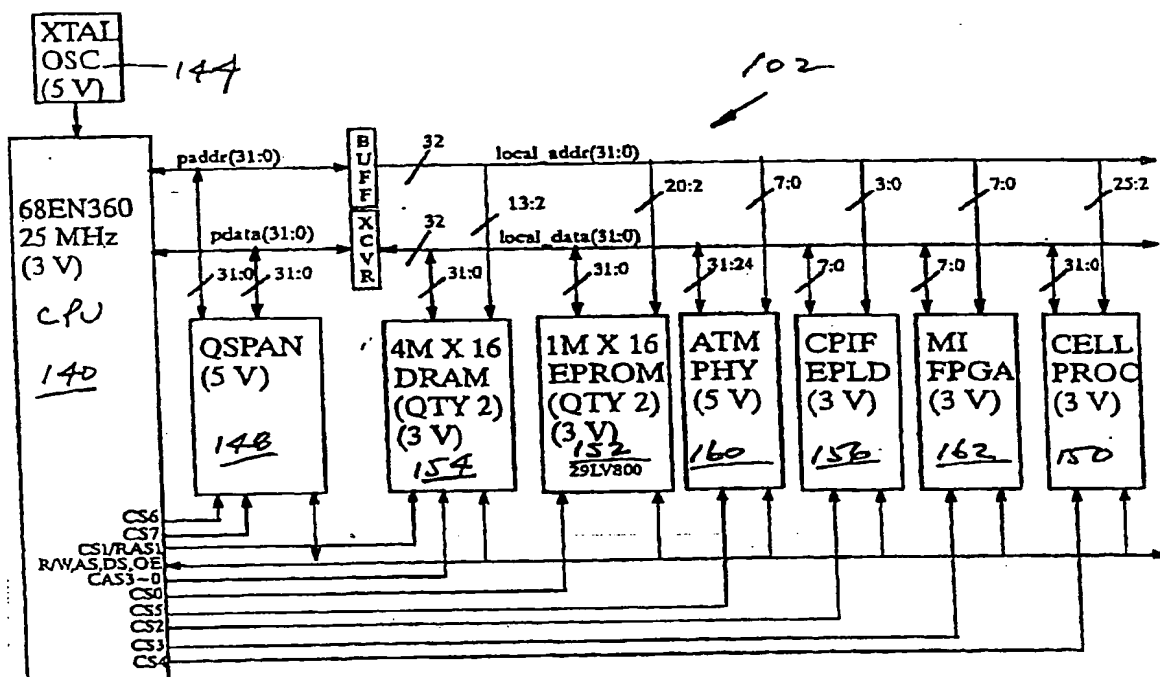 XTAL
OSC
(5 V)
144
102
68EN360
25 MHz
(3 V)
CPU
140
paddr(31:0)
pdata(31:0)
BUFF
XCVR
32
local_addr(31:0)
32
local_data(31:0)
13:2
20:2
7:0
3:0
7:0
25:2
31:0
31:0
31:0
31:0
31:24
7:0
7:0
31:0
QSPAN
(5 V)
148
4M X 16
DRAM
(QTY 2)
(3 V)
154
1M X 16
EPROM
(QTY 2)
(3 V)
152
29LV800
ATM
PHY
(5 V)
160
CPIF
EPLD
(3 V)
156
MI
FPGA
(3 V)
162
CELL
PROC
(3 V)
150
CS6
CS7
CS1/RAS1
R/W,AS,DS,OE
CAS3~0
CS0
CS5
CS2
CS3
CS4